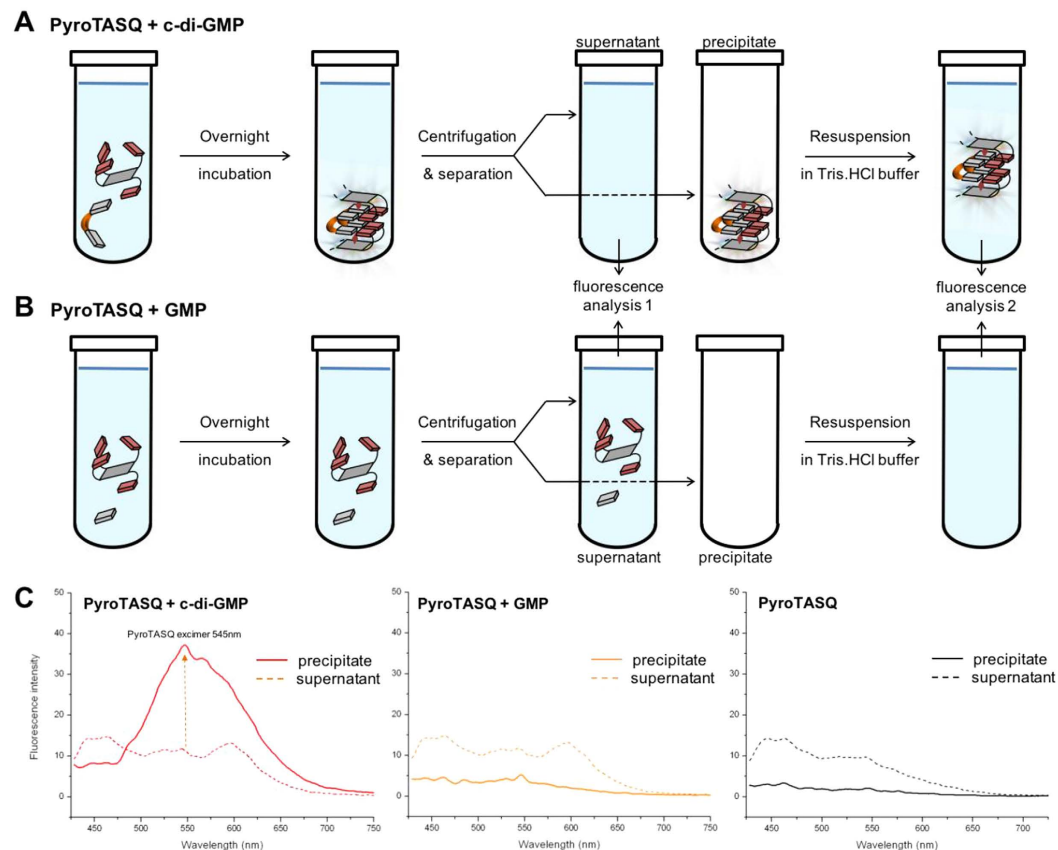 A PyroTASQ + c-di-GMP
supernatant precipitate
Overnight
incubation
Centrifugation
& separation
Resuspension
in Tris.HCl buffer
fluorescence
analysis 1
fluorescence
analysis 2
B PyroTASQ + GMP
Overnight
incubation
Centrifugation
& separation
Resuspension
in Tris.HCl buffer
supernatant precipitate
C
PyroTASQ + c-di-GMP
PyroTASQ excimer 545nm
precipitate
supernatant
Fluorescence intensity
50
40
30
20
10
0
450 500 550 600 650 700 750
Wavelength (nm)
PyroTASQ + GMP
precipitate
supernatant
50
40
30
20
10
0
450 500 550 600 650 700 750
Wavelength (nm)
PyroTASQ
precipitate
supernatant
50
40
30
20
10
0
450 500 550 600 650 700 750
Wavelength (nm)